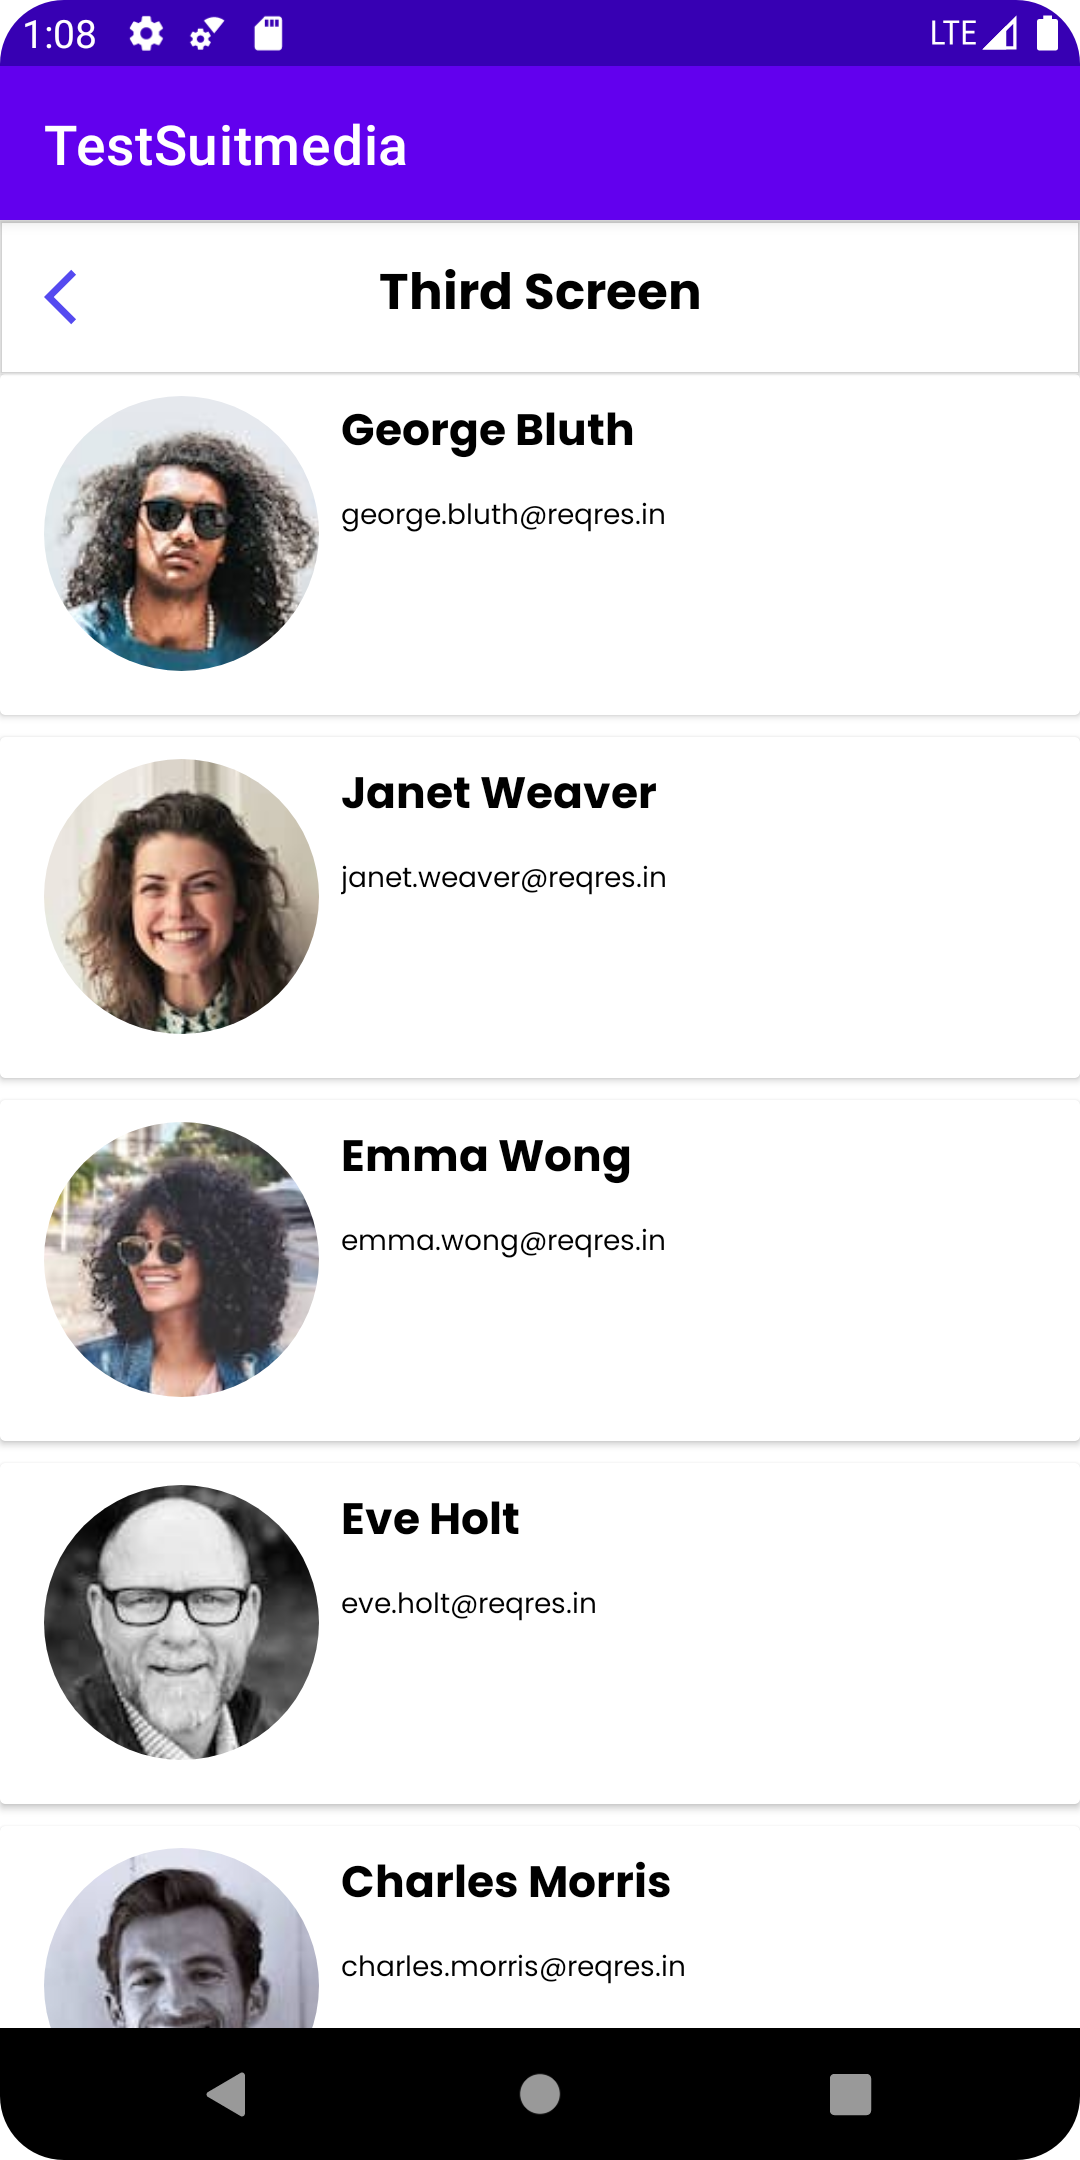 1:08 LTE
TestSuitmedia
Third Screen
George Bluth
george.bluth@reqres.in
Janet Weaver
janet.weaver@reqres.in
Emma Wong
emma.wong@reqres.in
Eve Holt
eve.holt@reqres.in
Charles Morris
charles.morris@reqres.in